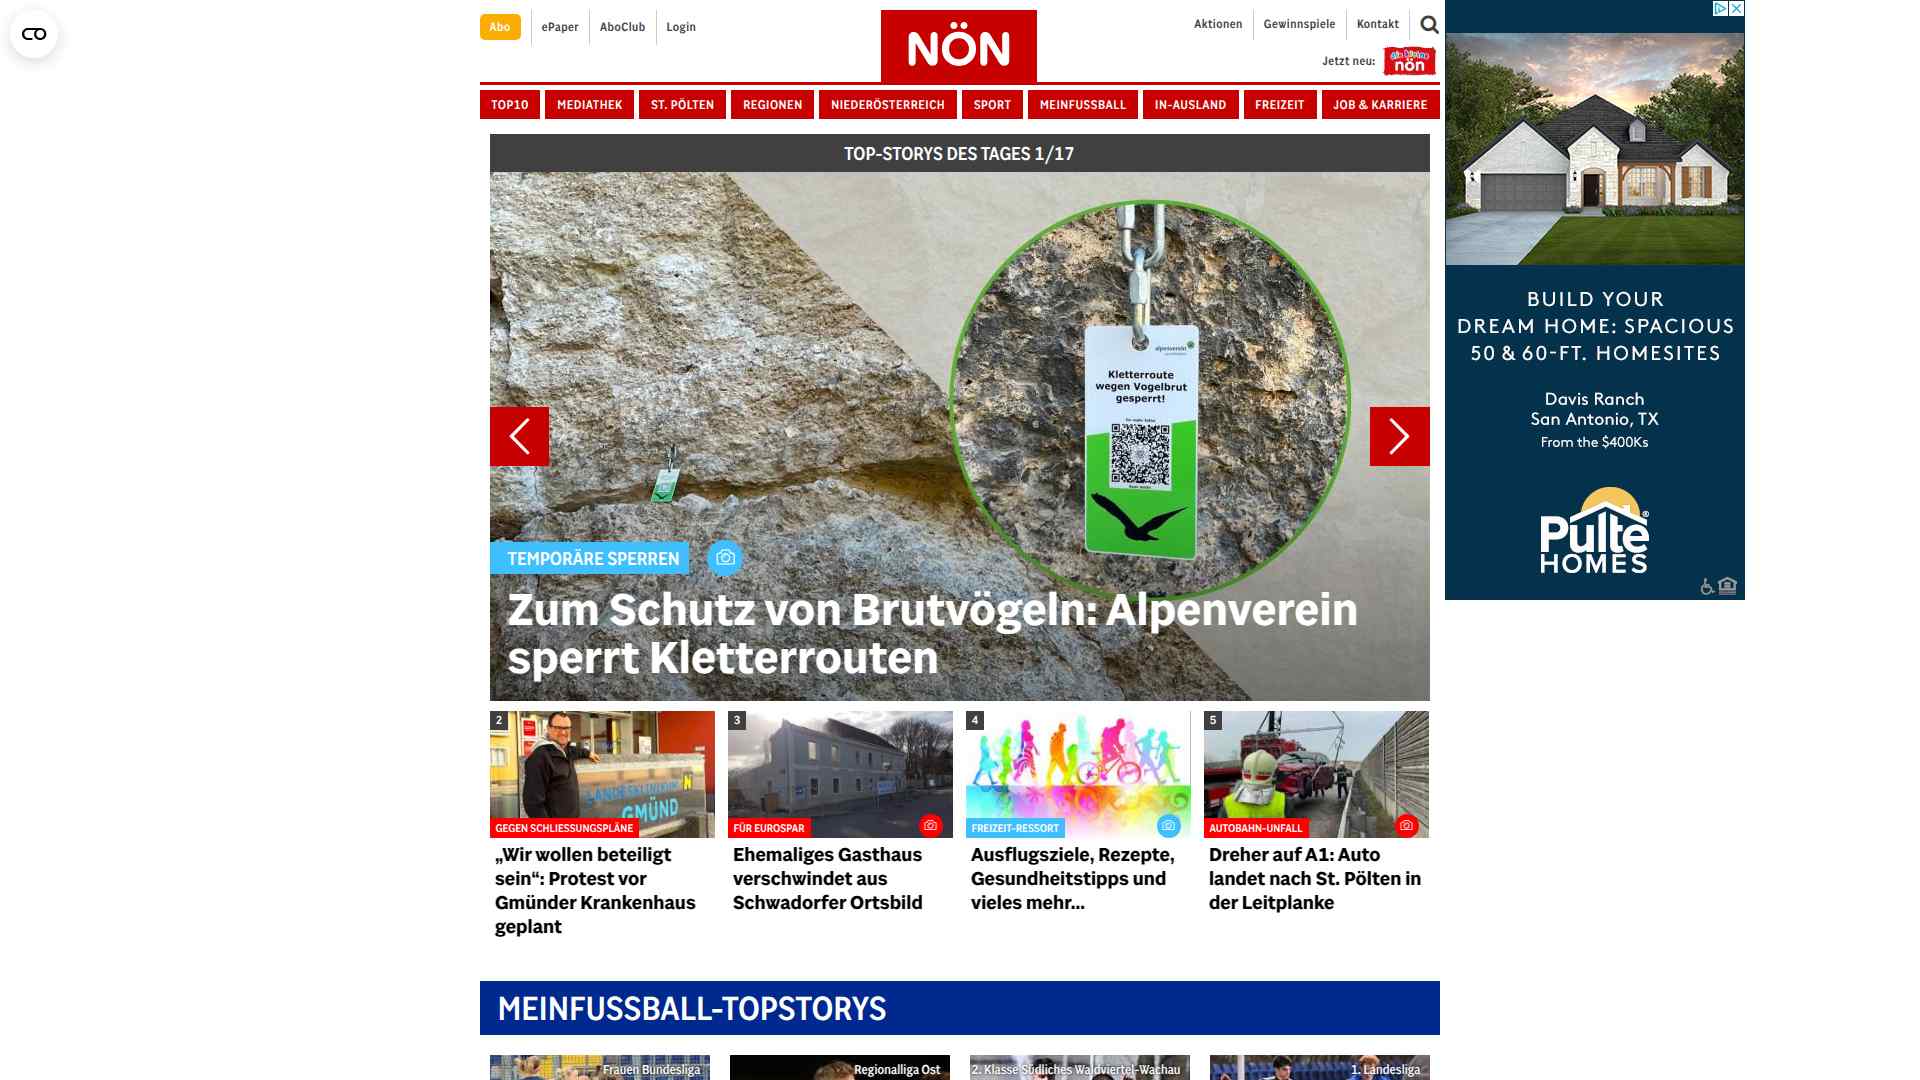 Abo
ePaper
AboClub
Login
NÖN
Aktionen
Gewinnspiele
Kontakt
Jetzt neu:
die kleine
nön
TOP10
MEDIATHEK
ST. PÖLTEN
REGIONEN
NIEDERÖSTERREICH
SPORT
MEINFUSSBALL
IN-AUSLAND
FREIZEIT
JOB & KARRIERE
TOP-STORYS DES TAGES 1/17
alpenverein
Kletterroute
wegen Vogelbrut
gesperrt!
TEMPORÄRE SPERREN
Zum Schutz von Brutvögeln: Alpenverein
sperrt Kletterrouten
BUILD YOUR
DREAM HOME: SPACIOUS
50 & 60-FT. HOMESITES
Davis Ranch
San Antonio, TX
From the $400Ks
Pulte®
HOMES
2
LANDESKLINIKUM
GMÜND
GEGEN SCHLIESSUNGSPLÄNE
„Wir wollen beteiligt
sein“: Protest vor
Gmünder Krankenhaus
geplant
3
FÜR EUROSPAR
Ehemaliges Gasthaus
verschwindet aus
Schwadorfer Ortsbild
4
FREIZEIT-RESSORT
Ausflugsziele, Rezepte,
Gesundheitstipps und
vieles mehr...
5
AUTOBAHN-UNFALL
Dreher auf A1: Auto
landet nach St. Pölten in
der Leitplanke
MEINFUSSBALL-TOPSTORYS
Frauen Bundesliga
Regionalliga Ost
2. Klasse Südliches Waldviertel-Wachau
1. Landesliga